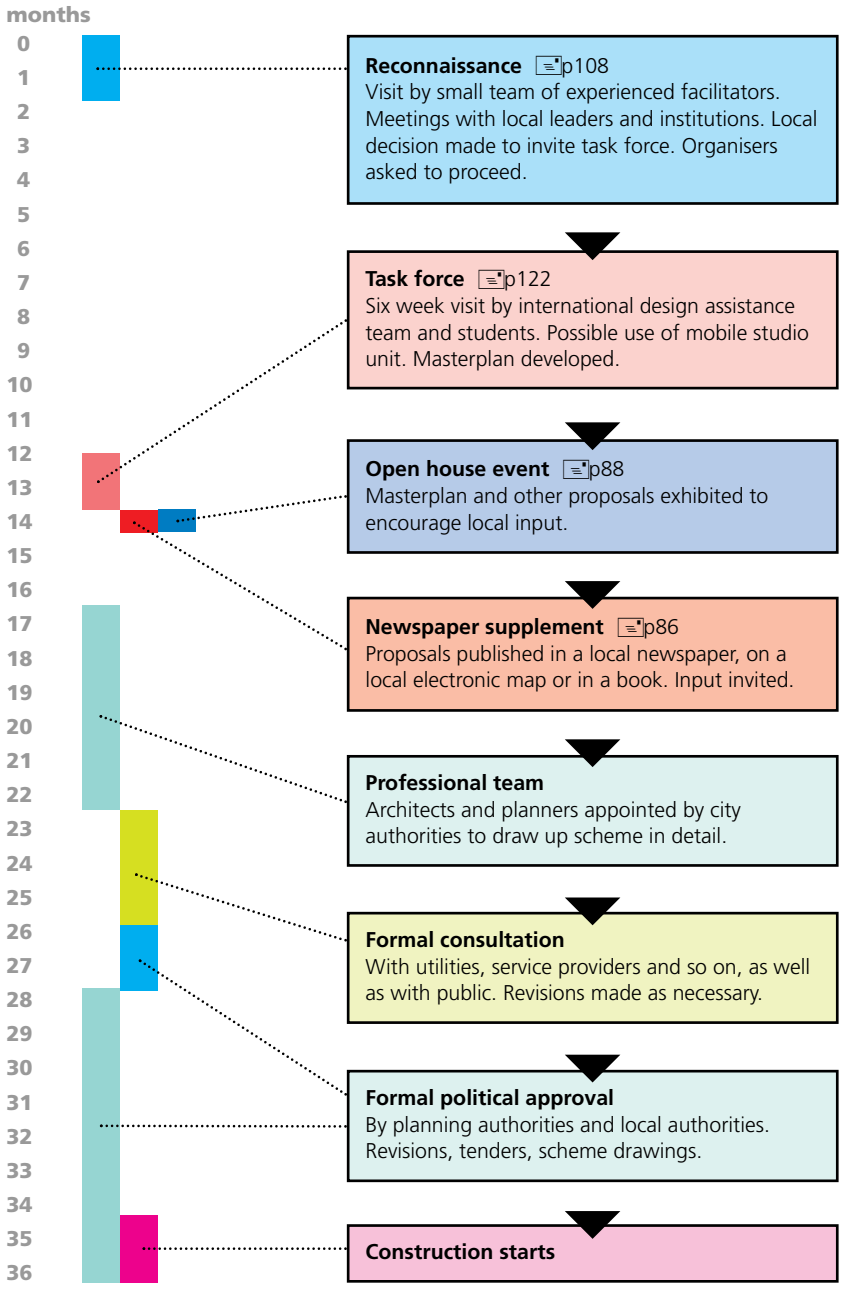 months
0
1
2
3
4
5
6
7
8
9
10
11
12
13
14
15
16
17
18
19
20
21
22
23
24
25
26
27
28
29
30
31
32
33
34
35
36
Reconnaissance p108
Visit by small team of experienced facilitators.
Meetings with local leaders and institutions. Local
decision made to invite task force. Organisers
asked to proceed.
Task force p122
Six week visit by international design assistance
team and students. Possible use of mobile studio
unit. Masterplan developed.
Open house event p88
Masterplan and other proposals exhibited to
encourage local input.
Newspaper supplement p86
Proposals published in a local newspaper, on a
local electronic map or in a book. Input invited.
Professional team
Architects and planners appointed by city
authorities to draw up scheme in detail.
Formal consultation
With utilities, service providers and so on, as well
as with public. Revisions made as necessary.
Formal political approval
By planning authorities and local authorities.
Revisions, tenders, scheme drawings.
Construction starts